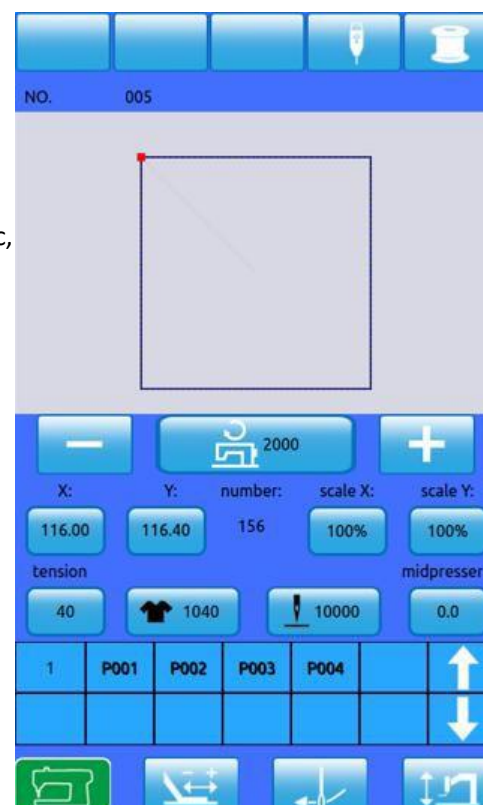 NO. 005
c,
2000
X: Y: number: scale X: scale Y:
116.00 116.40 156 100% 100%
tension midpresser
40 1040 10000 0.0
1 P001 P002 P003 P004